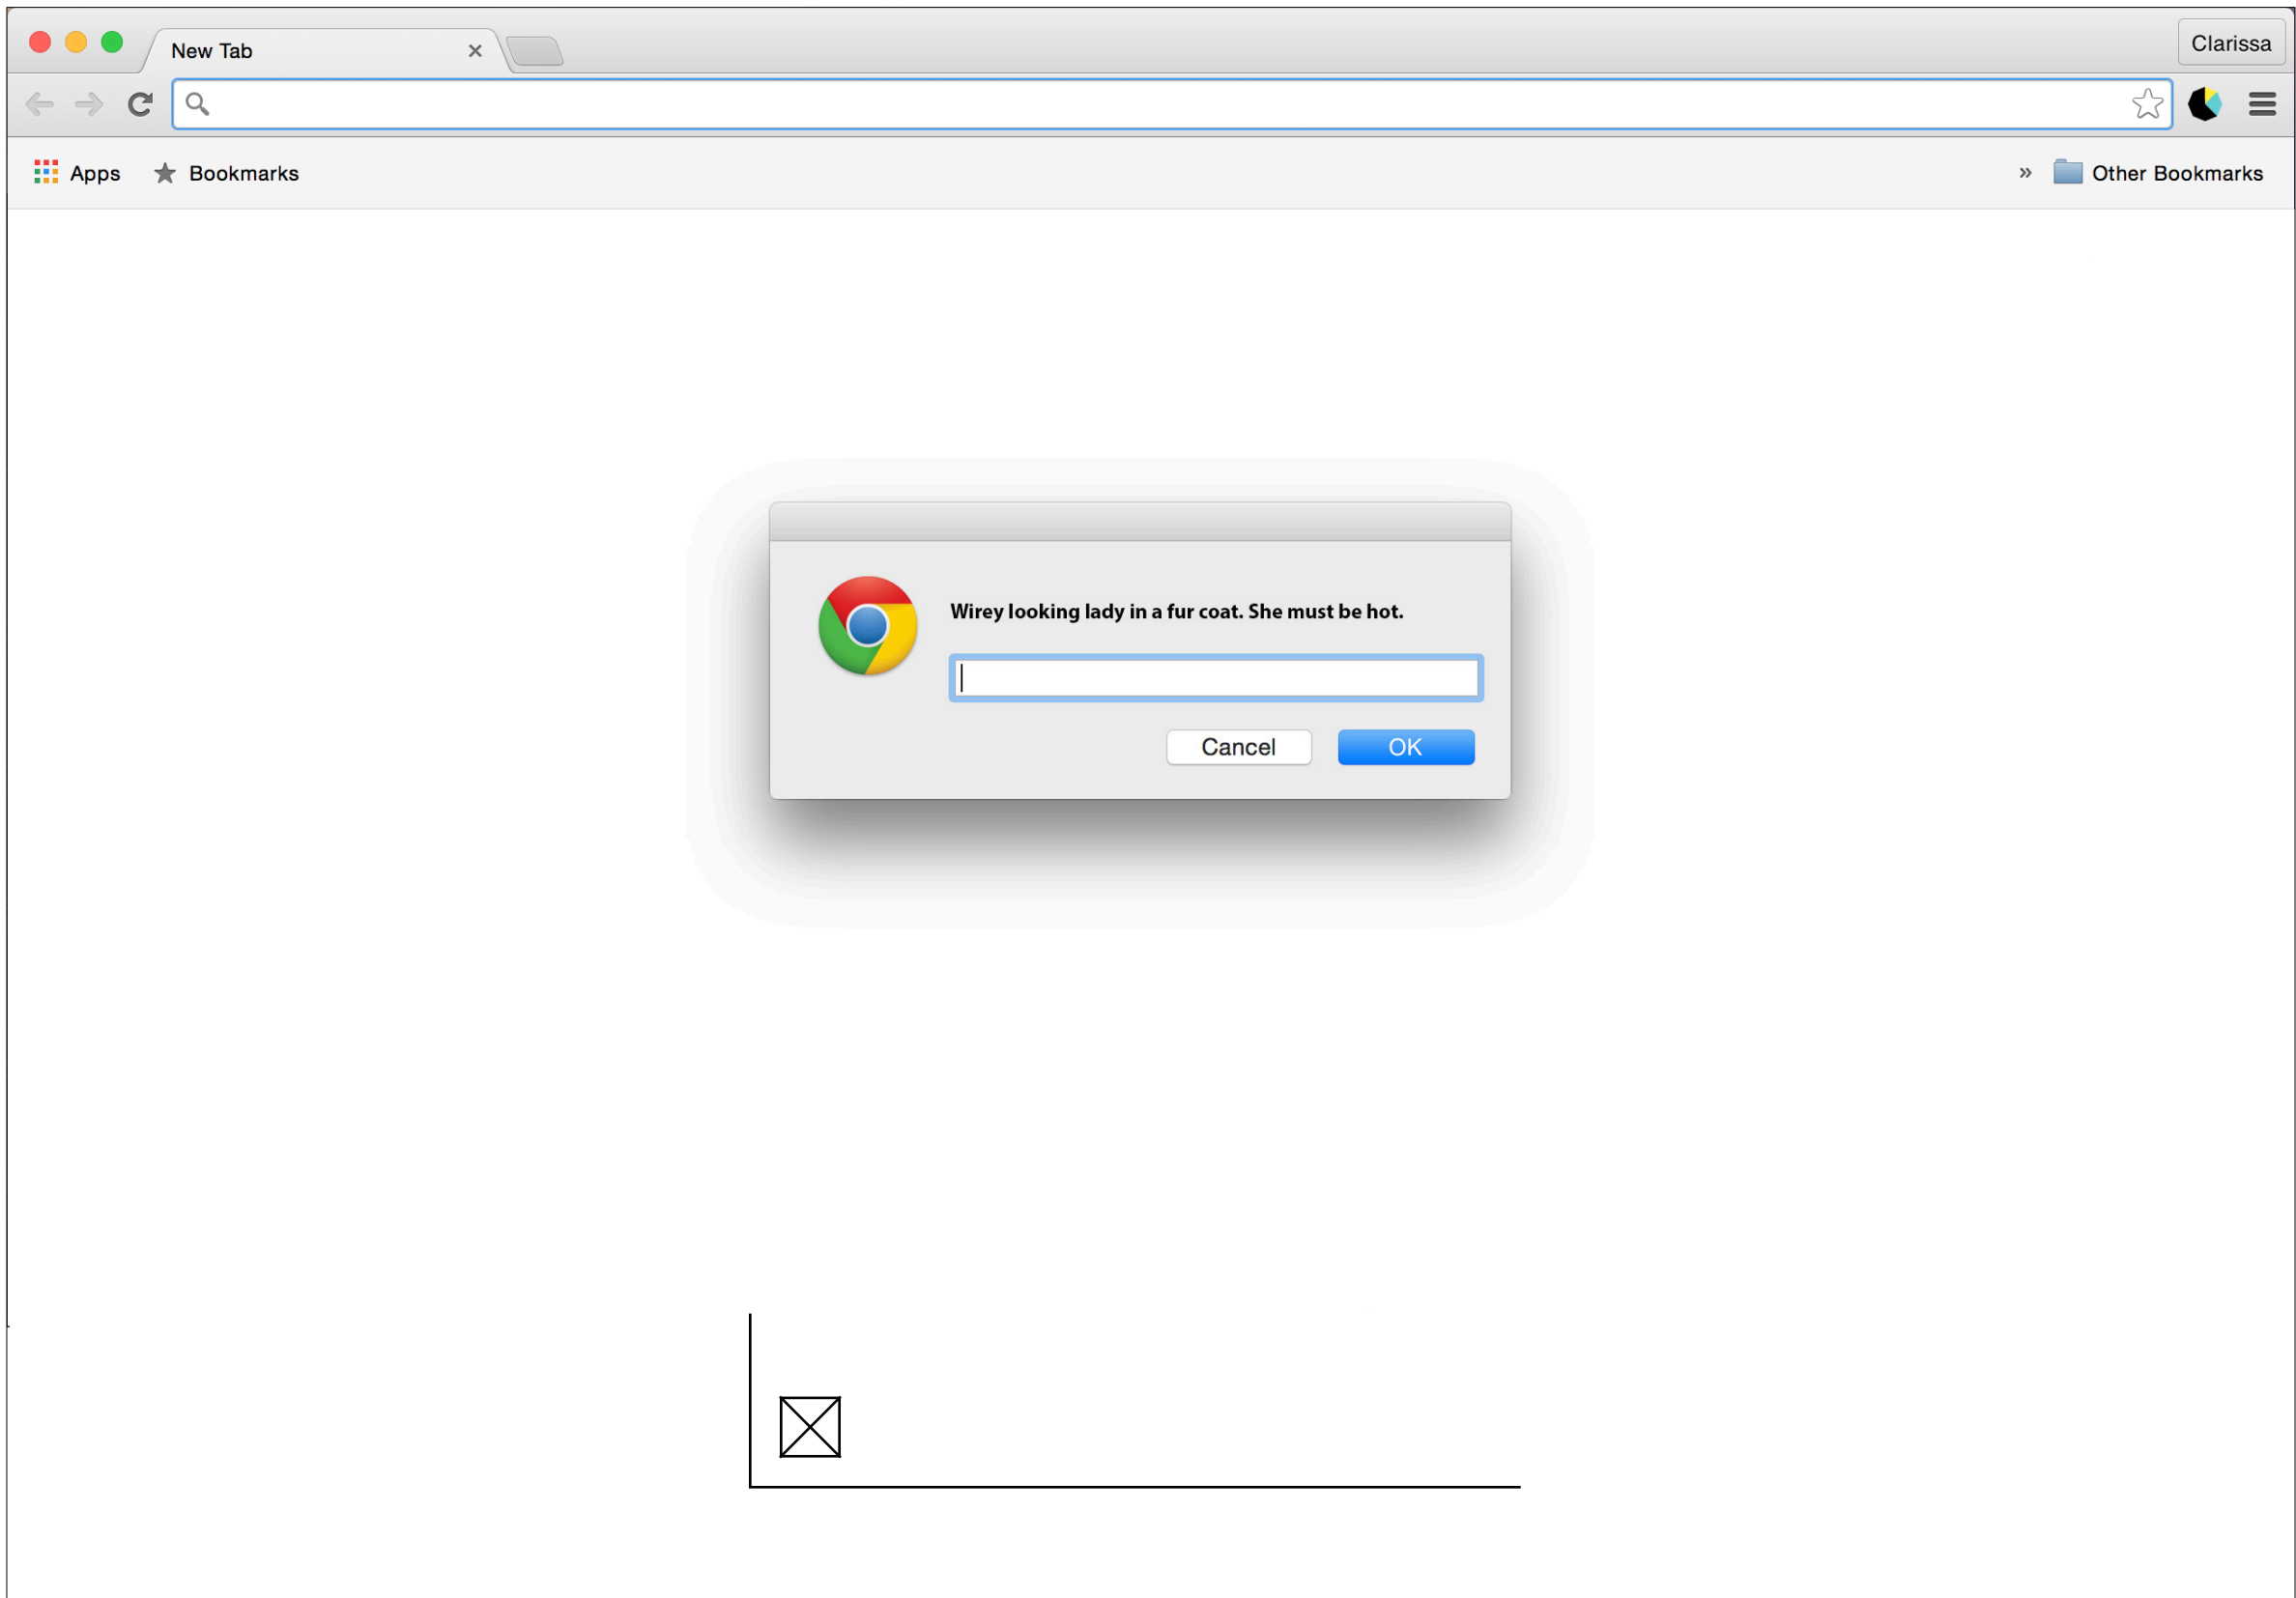 New Tab
Clarissa
Apps
Bookmarks
» Other Bookmarks
Wirey looking lady in a fur coat. She must be hot.
Cancel
OK